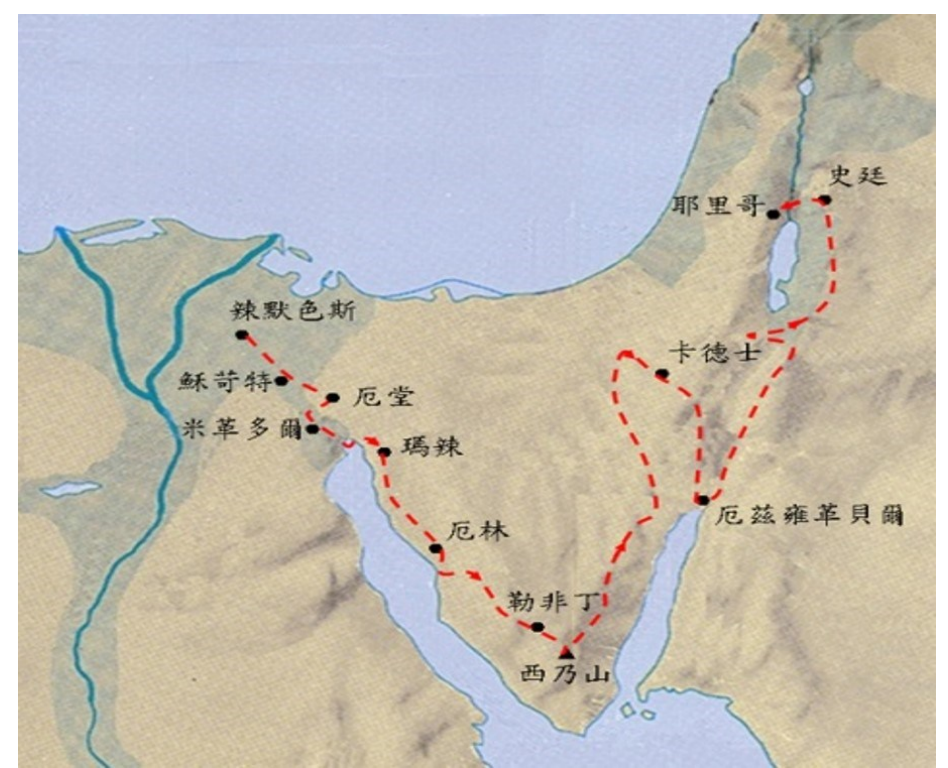 史廷
耶里哥
辣默色斯
卡德士
穌苛特
厄堂
米革多爾
瑪辣
厄茲雍革貝爾
厄林
勒非丁
西乃山